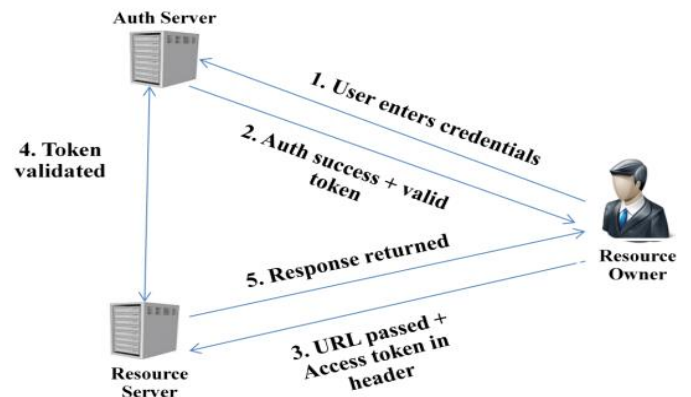 Auth Server
1. User enters credentials
2. Auth success + valid
token
4. Token
validated
5. Response returned
Resource
Owner
3. URL passed +
Access token in
header
Resource
Server